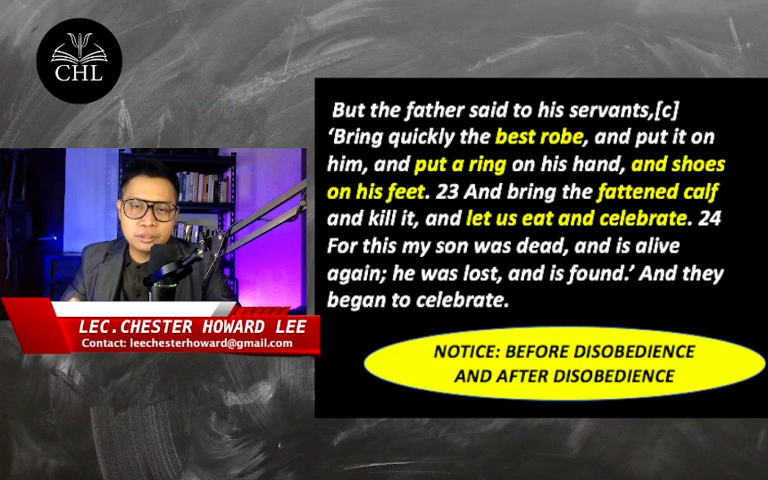 CHL
But the father said to his servants,[c]
‘Bring quickly the best robe, and put it on
him, and put a ring on his hand, and shoes
on his feet. 23 And bring the fattened calf
and kill it, and let us eat and celebrate. 24
For this my son was dead, and is alive
again; he was lost, and is found.’ And they
began to celebrate.
NOTICE: BEFORE DISOBEDIENCE
AND AFTER DISOBEDIENCE
LEC.CHESTER HOWARD LEE
Contact: leechesterhoward@gmail.com